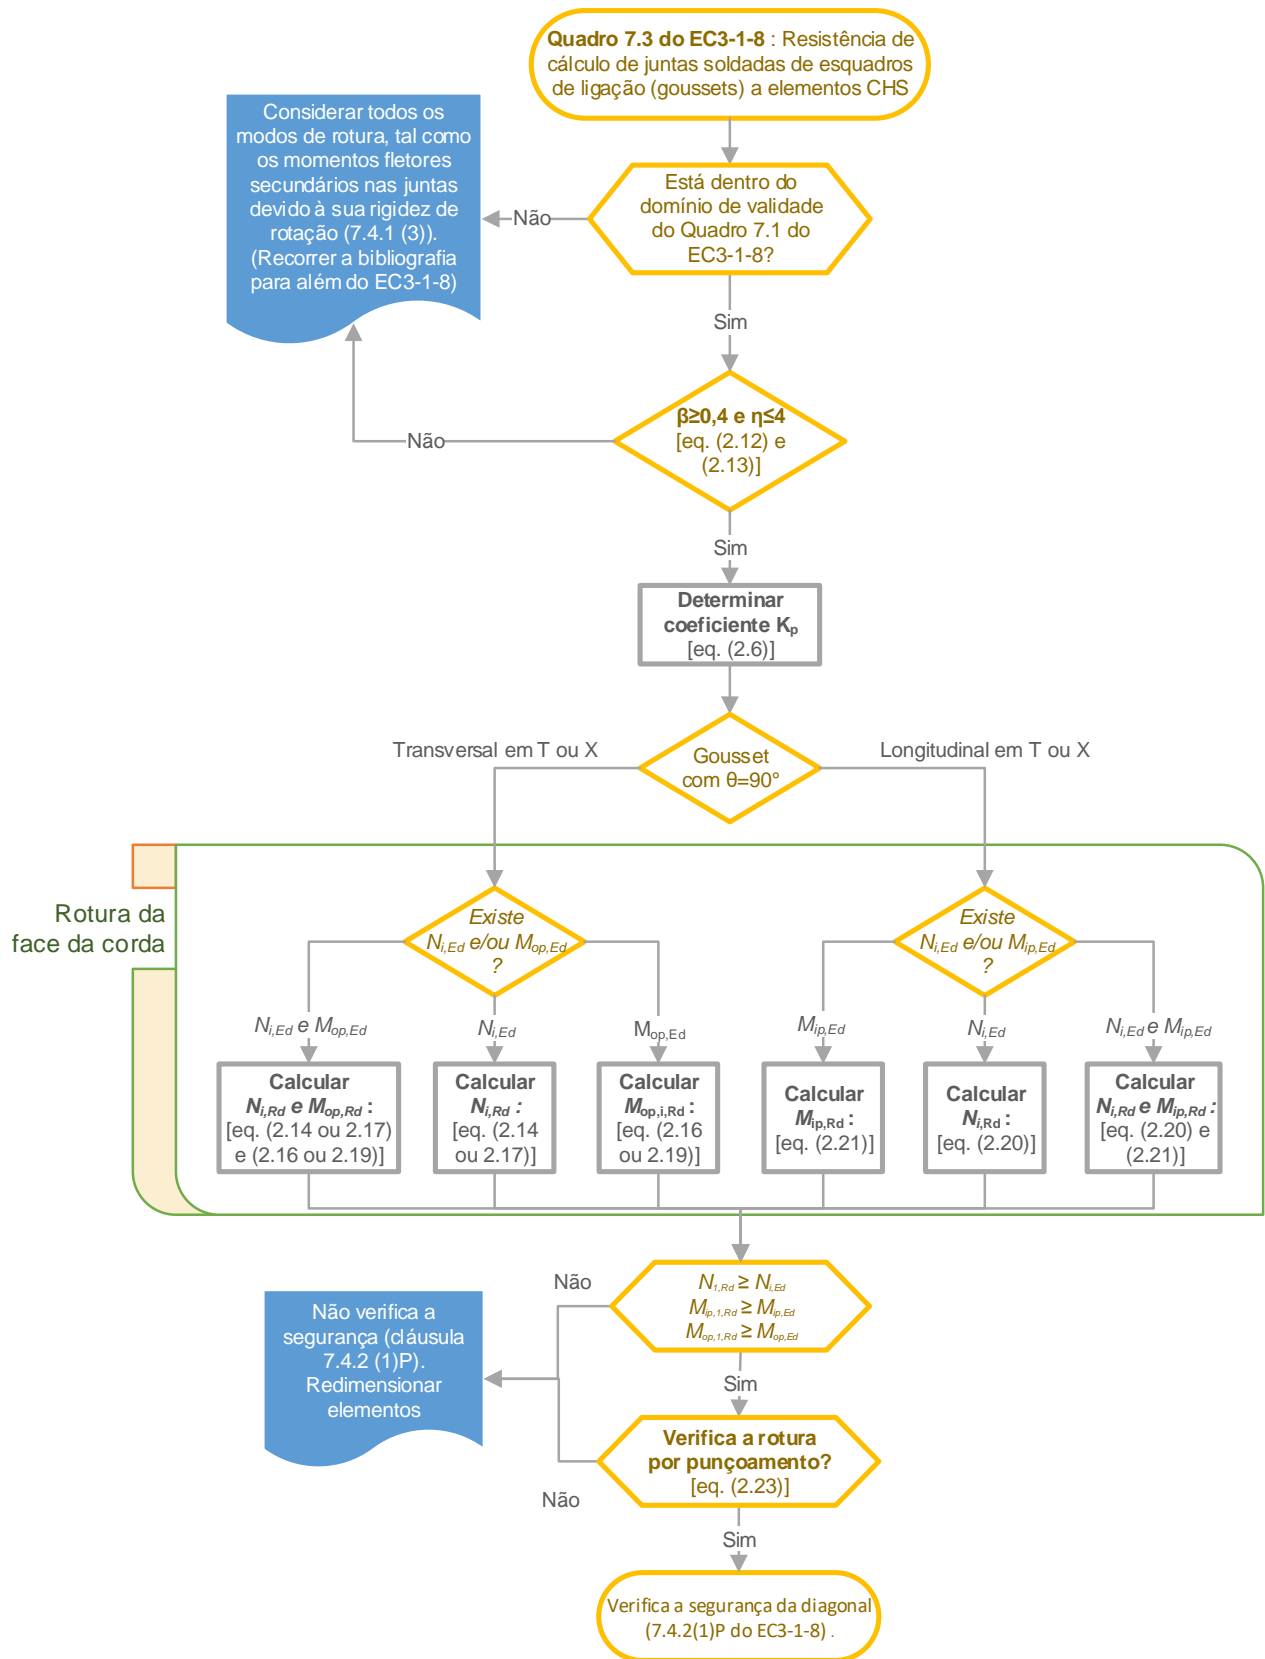 Quadro 7.3 do EC3-1-8 : Resistência de
cálculo de juntas soldadas de esquadros
de ligação (goussets) a elementos CHS
Considerar todos os
modos de rotura, tal como
os momentos fletores
secundários nas juntas
devido à sua rigidez de
rotação (7.4.1 (3)).
(Recorrer a bibliografia
para além do EC3-1-8)
Não
Está dentro do
domínio de validade
do Quadro 7.1 do
EC3-1-8?
Sim
β≥0,4 e η≤4
[eq. (2.12) e
(2.13)]
Não
Sim
Determinar
coeficiente Kₚ
[eq. (2.6)]
Transversal em T ou X
Gousset
com θ=90°
Longitudinal em T ou X
Rotura da
face da corda
Existe
Ni,Ed e/ou Mop,Ed
?
Existe
Ni,Ed e/ou Mip,Ed
?
Ni,Ed e Mop,Ed
Ni,Ed
Mop,Ed
Mip,Ed
Ni,Ed
Ni,Ed e Mip,Ed
Calcular
Ni,Rd e Mop,Rd :
[eq. (2.14 ou 2.17)
e (2.16 ou 2.19)]
Calcular
Ni,Rd :
[eq. (2.14
ou 2.17)]
Calcular
Mop,i,Rd :
[eq. (2.16
ou 2.19)]
Calcular
Mip,Rd :
[eq. (2.21)]
Calcular
Ni,Rd :
[eq. (2.20)]
Calcular
Ni,Rd e Mip,Rd :
[eq. (2.20) e
(2.21)]
Não
N1,Rd ≥ Ni,Ed
Mip,1,Rd ≥ Mip,Ed
Mop,1,Rd ≥ Mop,Ed
Não verifica a
segurança (cláusula
7.4.2 (1)P).
Redimensionar
elementos
Sim
Verifica a rotura
por punçoamento?
[eq. (2.23)]
Não
Sim
Verifica a segurança da diagonal
(7.4.2(1)P do EC3-1-8) .